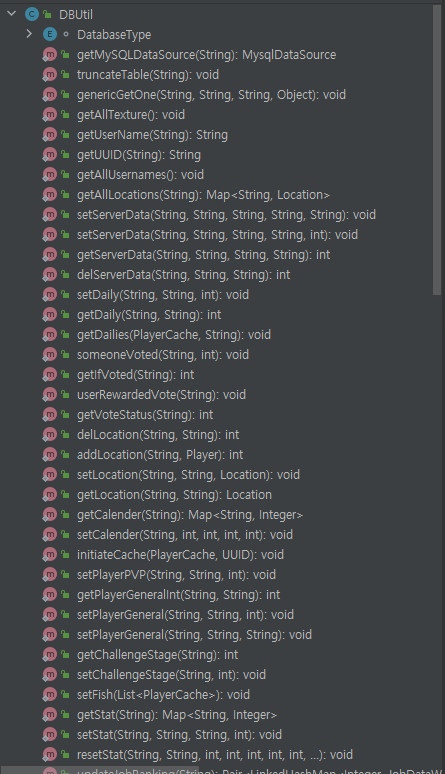 C DBUtil
E DatabaseType
m getMySQLDataSource(String): MysqlDataSource
m truncateTable(String): void
m genericGetOne(String, String, String, Object): void
m getAllTexture(): void
m getUserName(String): String
m getUUID(String): String
m getAllUsernames(): void
m getAllLocations(String): Map<String, Location>
m setServerData(String, String, String, String, String): void
m setServerData(String, String, String, String, int): void
m getServerData(String, String, String, String): int
m delServerData(String, String, String): int
m setDaily(String, String, int): void
m getDaily(String, String): int
m getDailies(PlayerCache, String): void
m someoneVoted(String, int): void
m getIfVoted(String): int
m userRewardedVote(String): void
m getVoteStatus(String): int
m delLocation(String, String): int
m addLocation(String, Player): int
m setLocation(String, String, Location): void
m getLocation(String, String): Location
m getCalender(String): Map<String, Integer>
m setCalender(String, int, int, int, int): void
m initiateCache(PlayerCache, UUID): void
m setPlayerPVP(String, String, int): void
m getPlayerGeneralInt(String, String): int
m setPlayerGeneral(String, String, int): void
m setPlayerGeneral(String, String, String): void
m getChallengeStage(String): int
m setChallengeStage(String, int): void
m setFish(List<PlayerCache>): void
m getStat(String): Map<String, Integer>
m setStat(String, String, String, int): void
m resetStat(String, String, int, int, int, int, int, ...): void
m updateJobRanking(String): Pair<LinkedHashMap<Integer, JobDataW